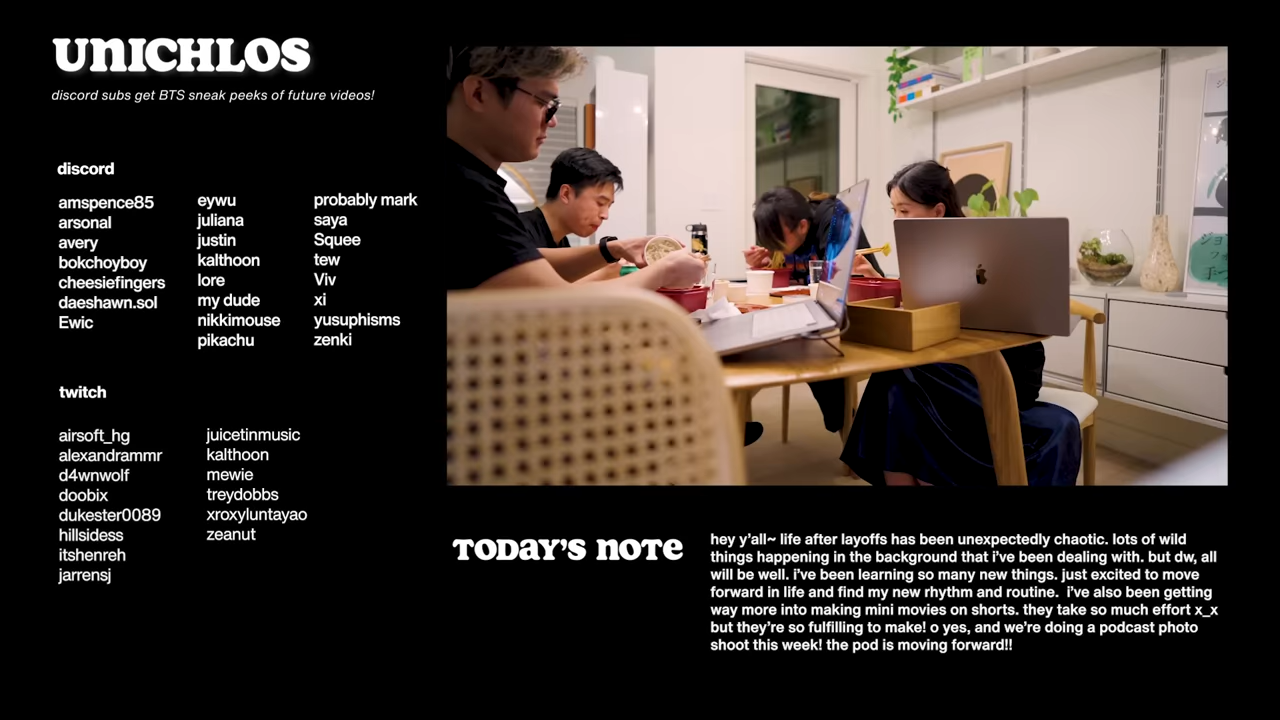 UNICHLOS
discord subs get BTS sneak peeks of future videos!
discord
amspence85
arsonal
avery
bokchoyboy
cheesiefingers
daeshawn.sol
Ewic
eywu
juliana
justin
kalthoon
lore
my dude
nikkimouse
pikachu
probably mark
saya
Squee
tew
Viv
xi
yusuphisms
zenki
twitch
airsoft_hg
alexandrammr
d4wnwolf
doobix
dukester0089
hillsidess
itshenreh
jarrensj
juicetinmusic
kalthoon
mewie
treydobbs
xroxyluntayao
zeanut
TODAY'S NOTE
hey y'all~ life after layoffs has been unexpectedly chaotic. lots of wild
things happening in the background that i've been dealing with. but dw, all
will be well. i've been learning so many new things. just excited to move
forward in life and find my new rhythm and routine.  i've also been getting
way more into making mini movies on shorts. they take so much effort x_x
but they're so fulfilling to make! o yes, and we're doing a podcast photo
shoot this week! the pod is moving forward!!